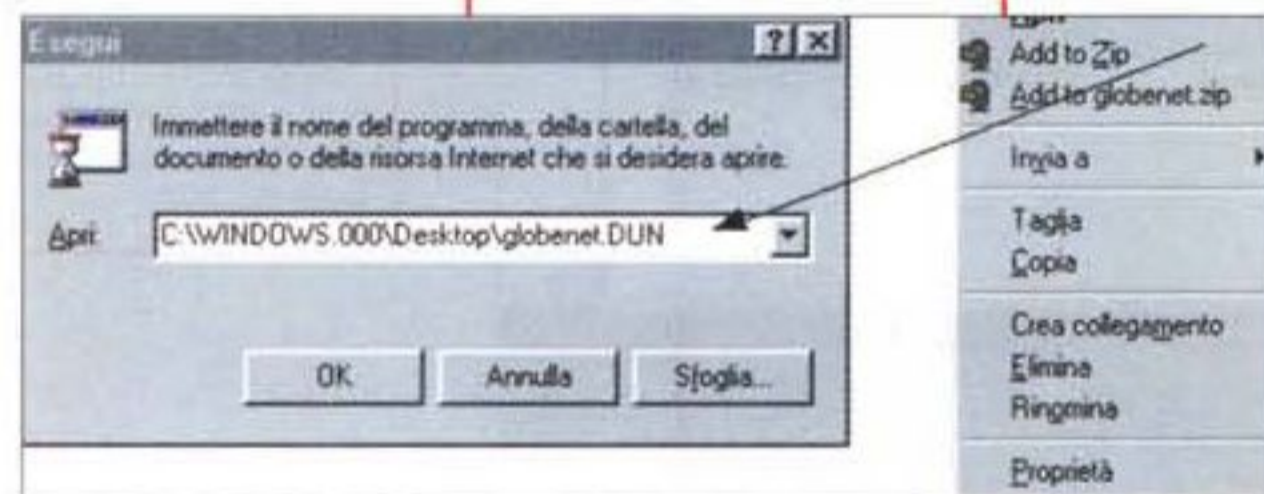 Esegui
Immettere il nome del programma, della cartella, del
documento o della risorsa Internet che si desidera aprire.
Apri:
C:\WINDOWS.000\Desktop\globenet.DUN
OK
Annulla
Sfoglia...
Apri
Add to Zip
Add to globenet.zip
Invia a
Taglia
Copia
Crea collegamento
Elimina
Ringmina
Proprietà